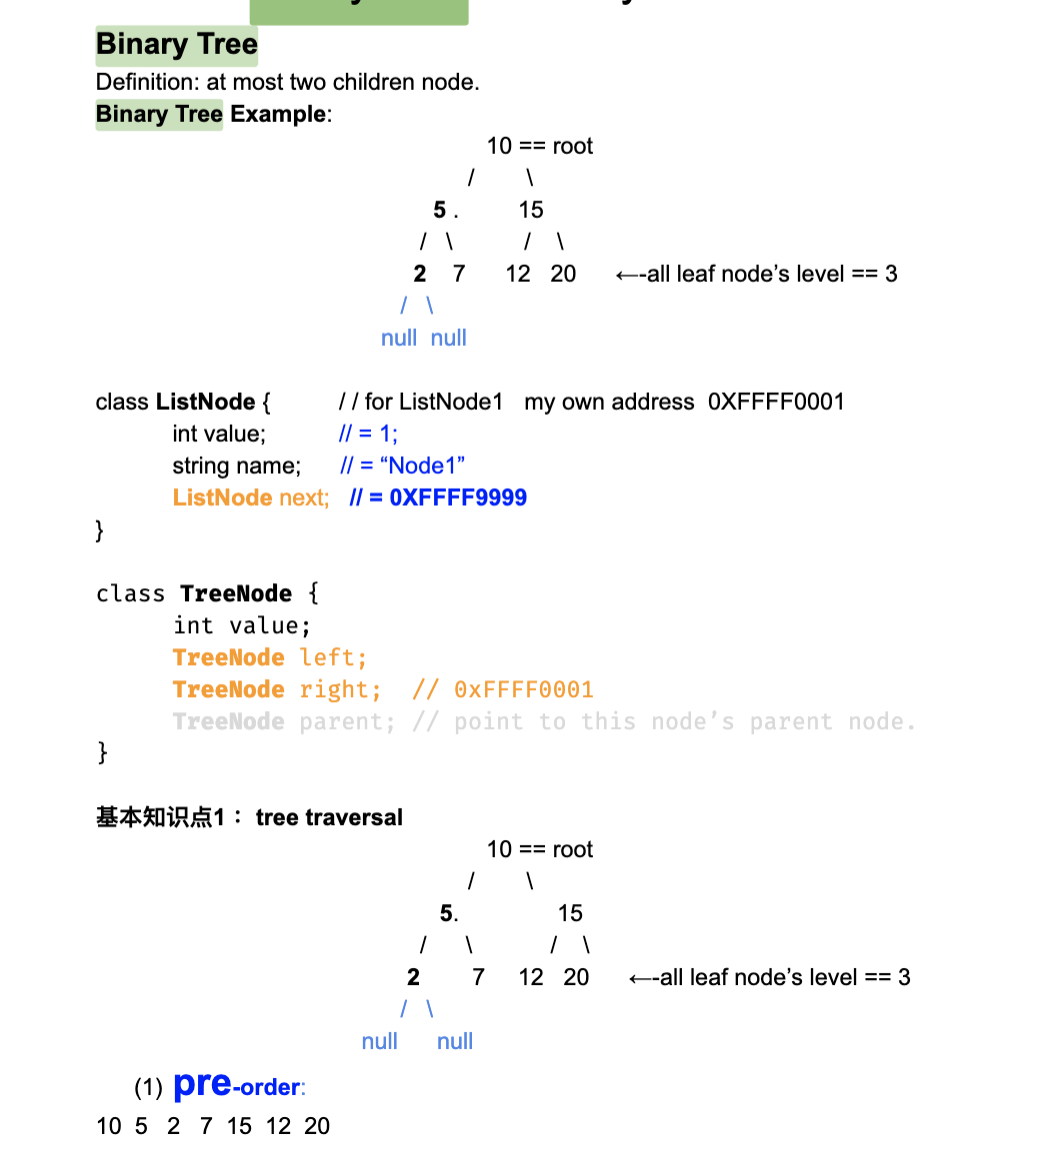 Binary Tree
Definition: at most two children node.
Binary Tree Example:
10 == root
/ \
5 . 15
/ \ / \
2 7 12 20 ←-all leaf node’s level == 3
/ \
null null
class ListNode { // for ListNode1 my own address 0XFFFF0001
int value; // = 1;
string name; // = “Node1”
ListNode next; // = 0XFFFF9999
}
class TreeNode {
int value;
TreeNode left;
TreeNode right; // 0xFFFF0001
TreeNode parent; // point to this node’s parent node.
}
基本知识点1： tree traversal
10 == root
/ \
5. 15
/ \ / \
2 7 12 20 ←-all leaf node’s level == 3
/ \
null null
(1) pre-order:
10 5 2 7 15 12 20